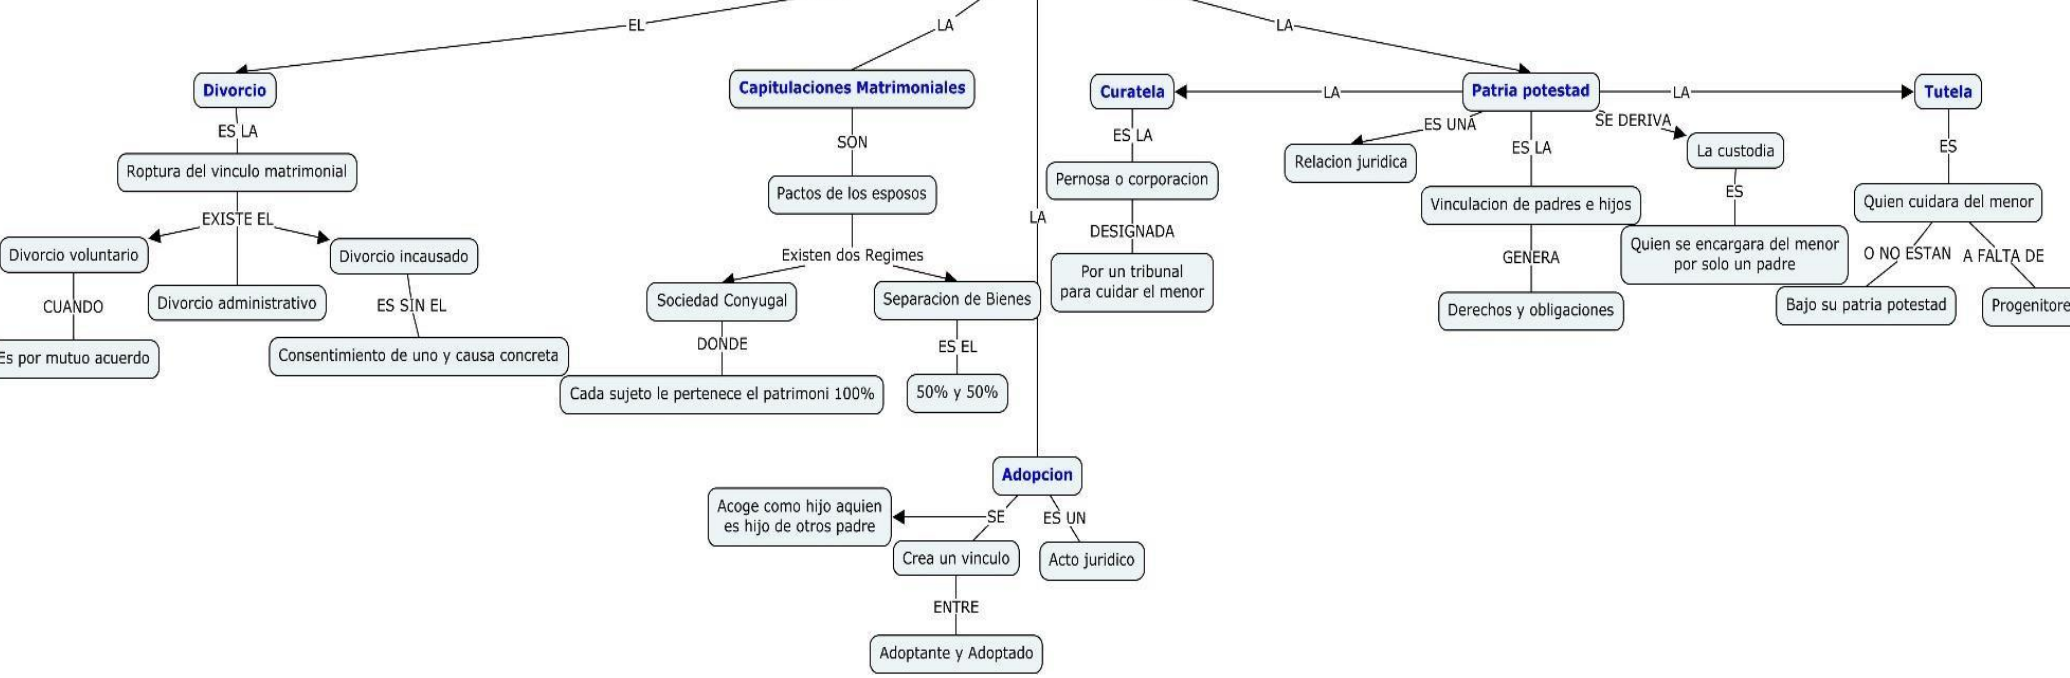 EL
LA
LA
Divorcio
ES LA
Roptura del vinculo matrimonial
EXISTE EL
Divorcio voluntario
CUANDO
Es por mutuo acuerdo
Divorcio administrativo
Divorcio incausado
ES SIN EL
Consentimiento de uno y causa concreta
Capitulaciones Matrimoniales
SON
Pactos de los esposos
Existen dos Regimes
Sociedad Conyugal
DONDE
Cada sujeto le pertenece el patrimoni 100%
Separacion de Bienes
ES EL
50% y 50%
LA
Adopcion
SE
Acoge como hijo aquien
es hijo de otros padre
Crea un vinculo
ENTRE
Adoptante y Adoptado
ES UN
Acto juridico
Curatela
ES LA
Pernosa o corporacion
DESIGNADA
Por un tribunal
para cuidar el menor
LA
Patria potestad
LA
ES UNA
Relacion juridica
ES LA
Vinculacion de padres e hijos
GENERA
Derechos y obligaciones
SE DERIVA
La custodia
ES
Quien se encargara del menor
por solo un padre
Tutela
ES
Quien cuidara del menor
O NO ESTAN
Bajo su patria potestad
A FALTA DE
Progenitore